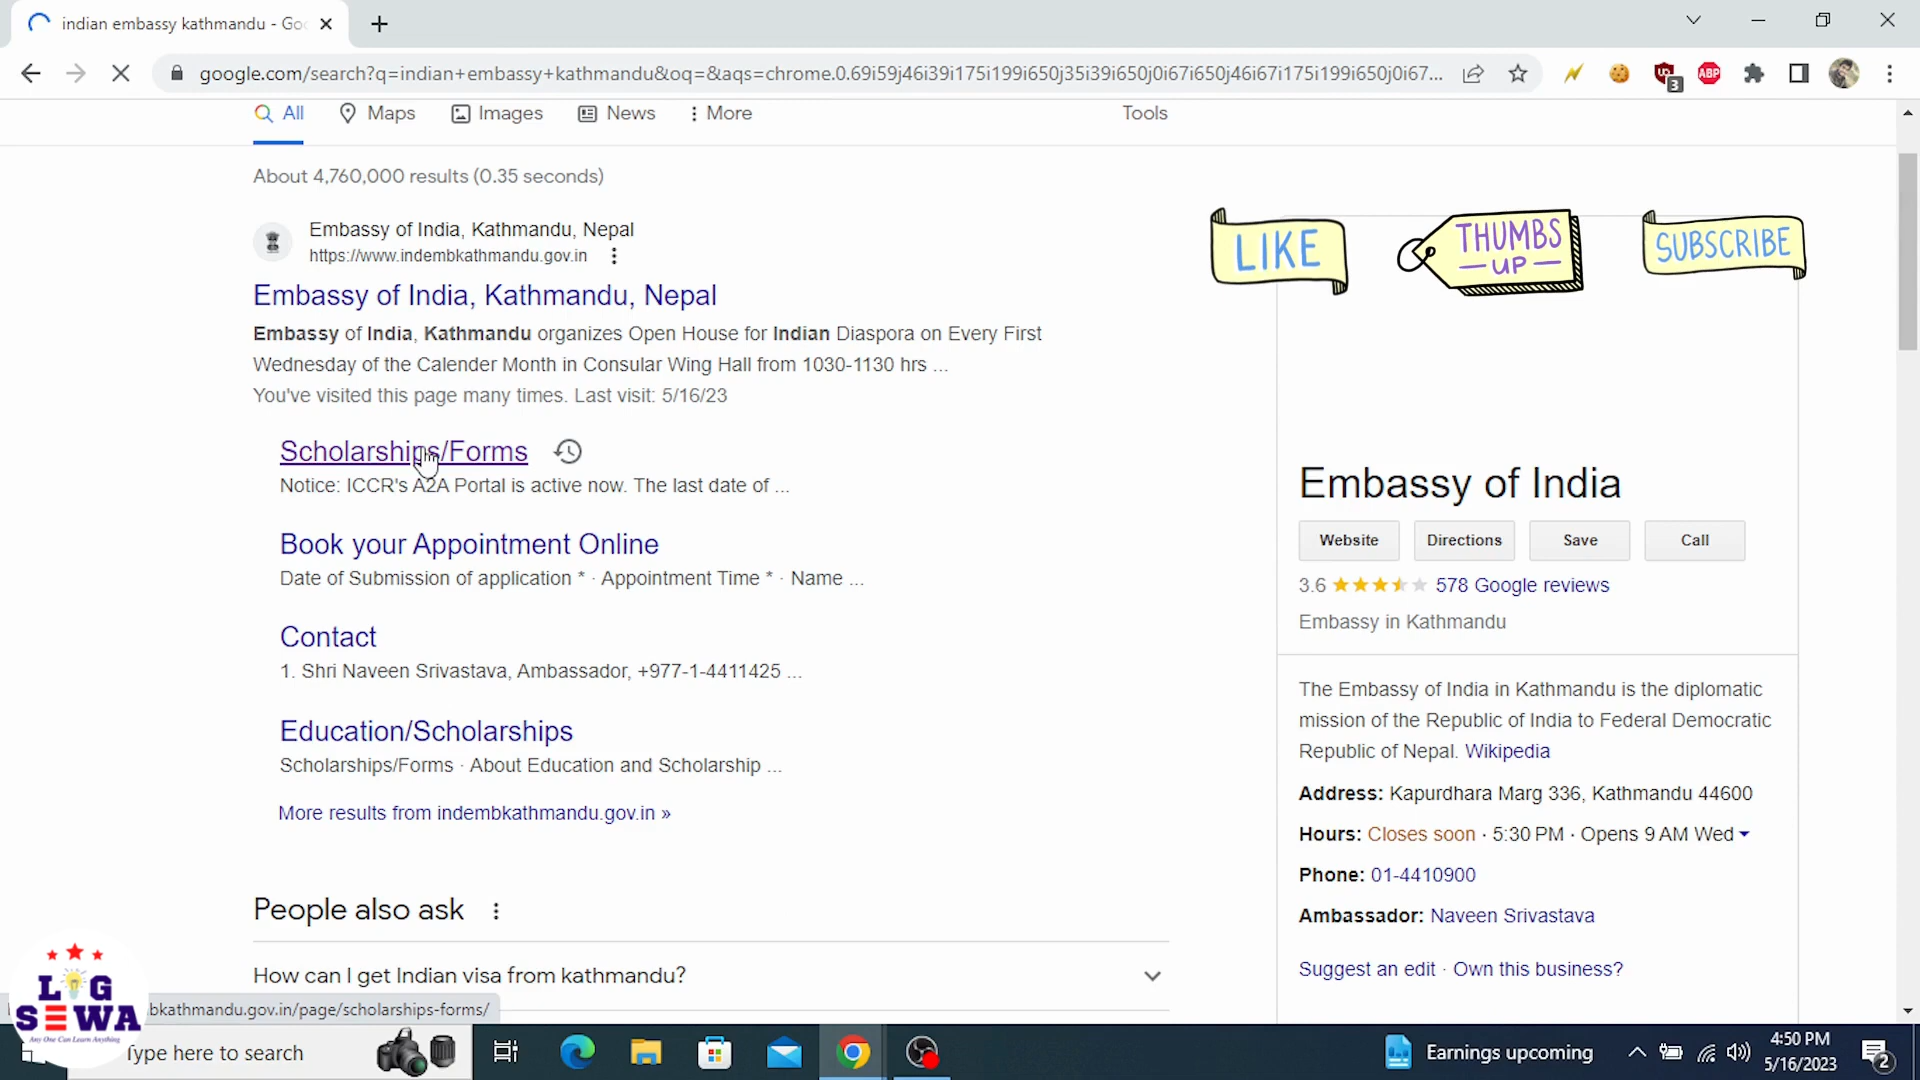 indian embassy kathmandu - Goo
google.com/search?q=indian+embassy+kathmandu&oq=&aqs=chrome.0.69i59j46i39i175i199i650j35i39i650j0i67i650j46i67i175i199i650j0i67...
3
ABP
All
Maps
Images
News
More
Tools
About 4,760,000 results (0.35 seconds)
Embassy of India, Kathmandu, Nepal
https://www.indembkathmandu.gov.in
Embassy of India, Kathmandu, Nepal
Embassy of India, Kathmandu organizes Open House for Indian Diaspora on Every First
Wednesday of the Calender Month in Consular Wing Hall from 1030-1130 hrs ...
You've visited this page many times. Last visit: 5/16/23
Scholarships/Forms
Notice: ICCR's A2A Portal is active now. The last date of ...
Book your Appointment Online
Date of Submission of application * · Appointment Time * · Name ...
Contact
1. Shri Naveen Srivastava, Ambassador, +977-1-4411425 ...
Education/Scholarships
Scholarships/Forms · About Education and Scholarship ...
More results from indembkathmandu.gov.in »
People also ask
How can I get Indian visa from kathmandu?
LIKE
THUMBS
UP
SUBSCRIBE
Embassy of India
Website
Directions
Save
Call
3.6
578 Google reviews
Embassy in Kathmandu
The Embassy of India in Kathmandu is the diplomatic
mission of the Republic of India to Federal Democratic
Republic of Nepal. Wikipedia
Address: Kapurdhara Marg 336, Kathmandu 44600
Hours: Closes soon · 5:30 PM · Opens 9 AM Wed
Phone: 01-4410900
Ambassador: Naveen Srivastava
Suggest an edit · Own this business?
LIG
SEWA
Any One Can Learn Anything
bkathmandu.gov.in/page/scholarships-forms/
Type here to search
Earnings upcoming
4:50 PM
5/16/2023
2